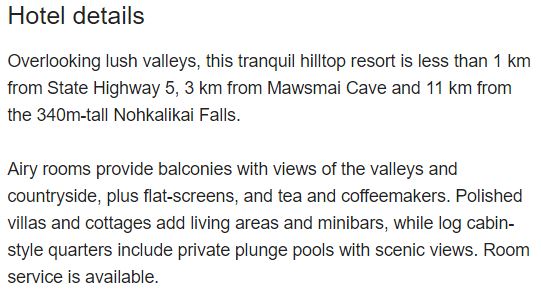 Hotel details
Overlooking lush valleys, this tranquil hilltop resort is less than 1 km
from State Highway 5, 3 km from Mawsmai Cave and 11 km from
the 340m-tall Nohkalikai Falls.
Airy rooms provide balconies with views of the valleys and
countryside, plus flat-screens, and tea and coffeemakers. Polished
villas and cottages add living areas and minibars, while log cabin-
style quarters include private plunge pools with scenic views. Room
service is available.